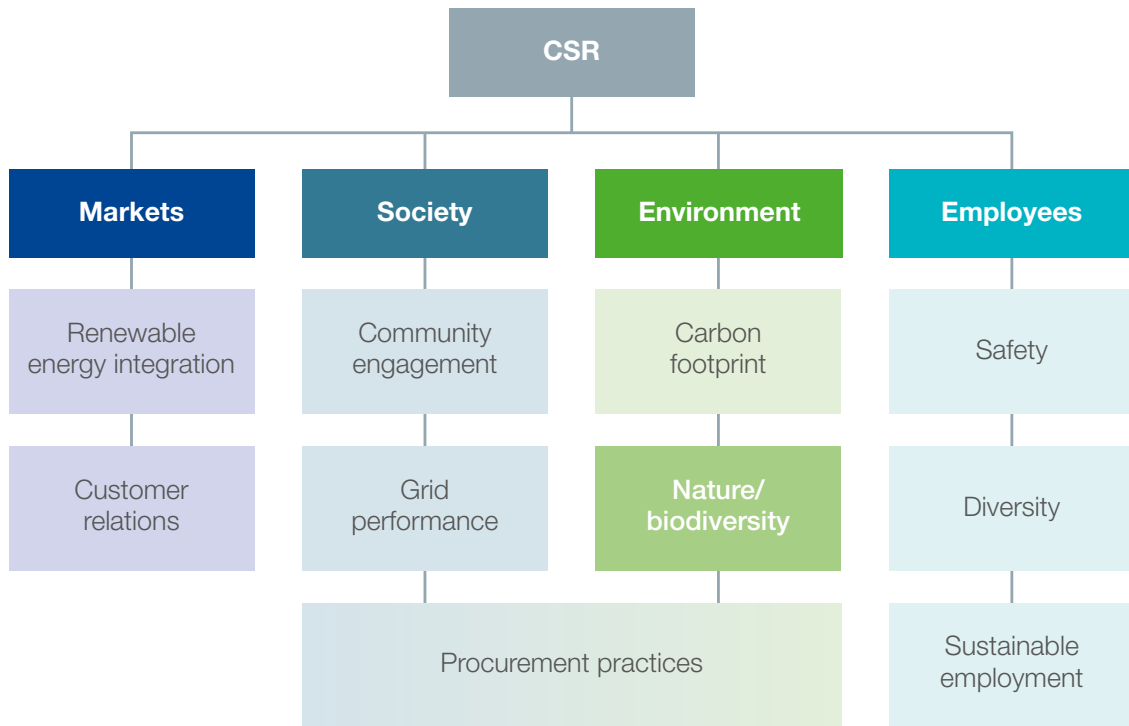 CSR
Markets
Society
Environment
Employees
Renewable
energy integration
Community
engagement
Carbon
footprint
Safety
Customer
relations
Grid
performance
Nature/
biodiversity
Diversity
Procurement practices
Sustainable
employment